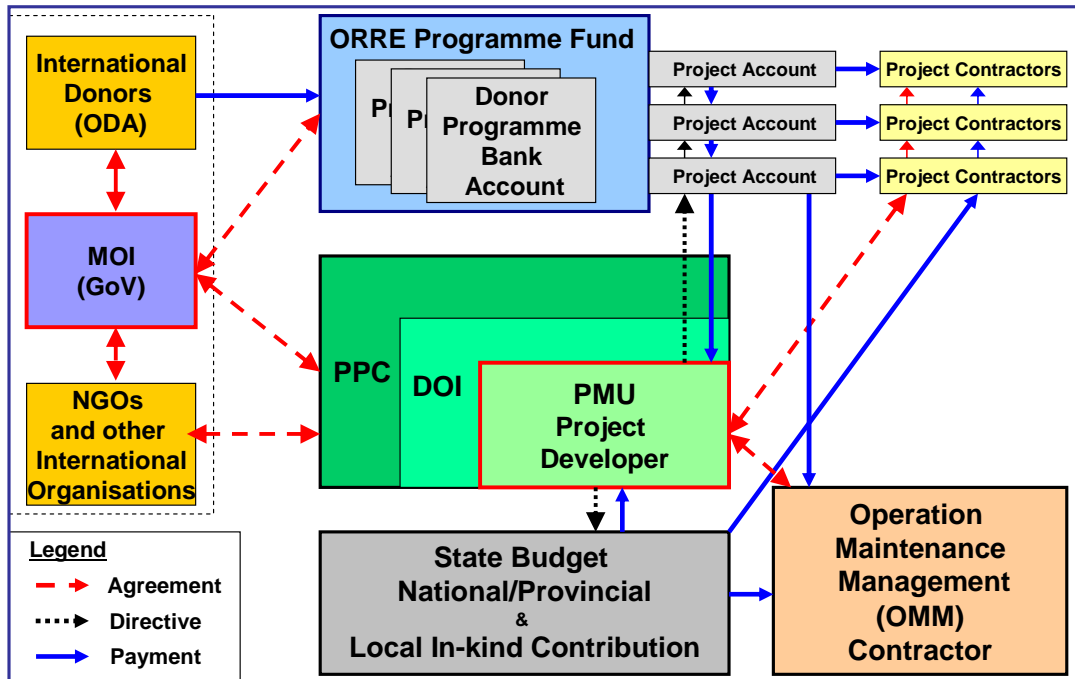 International
Donors
(ODA)
MOI
(GoV)
NGOs
and other
International
Organisations
ORRE Programme Fund
Pr
Pr
Donor
Programme
Bank
Account
Project Account
Project Contractors
Project Account
Project Contractors
Project Account
Project Contractors
PPC
DOI
PMU
Project
Developer
State Budget
National/Provincial
&
Local In-kind Contribution
Operation
Maintenance
Management
(OMM)
Contractor
Legend
Agreement
Directive
Payment